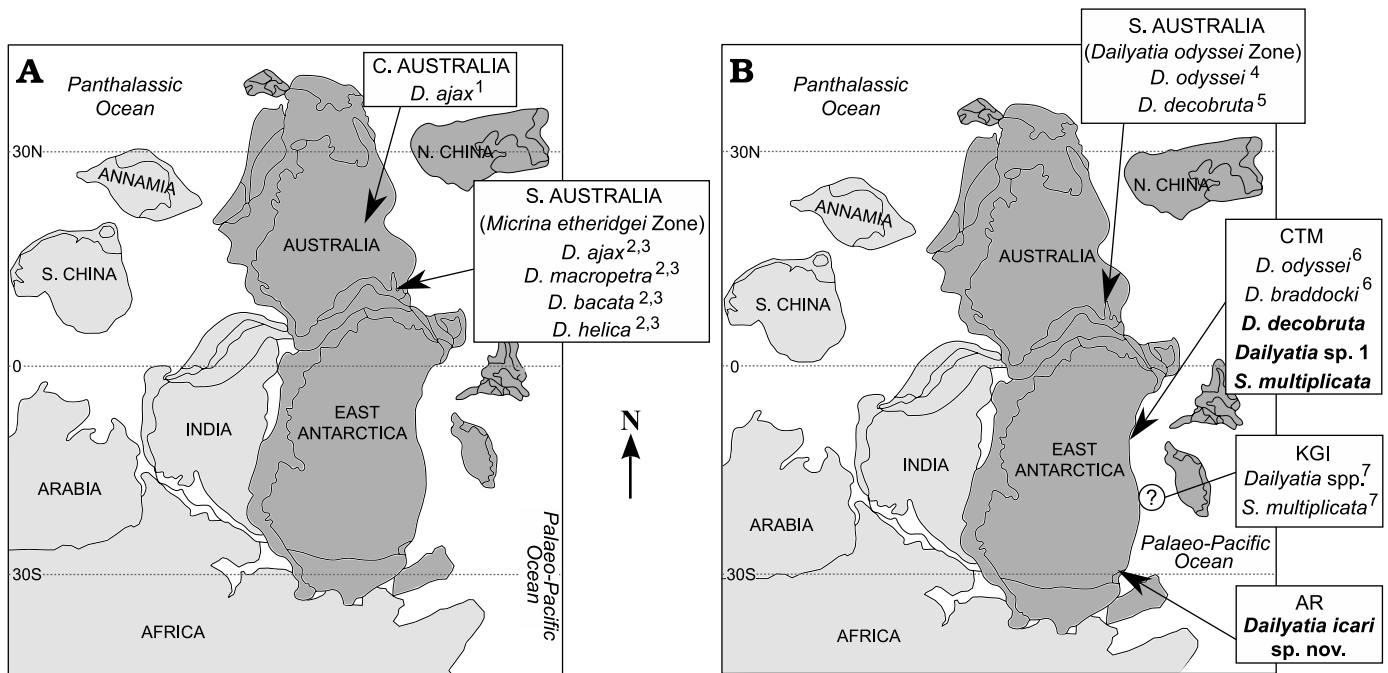 A
Panthalassic
Ocean
C. AUSTRALIA
D. ajax1
30N
N. CHINA
ANNAMIA
S. AUSTRALIA
(Micrina etheridgei Zone)
D. ajax2,3
D. macropetra2,3
D. bacata2,3
D. helica2,3
AUSTRALIA
S. CHINA
0
EAST
ANTARCTICA
INDIA
N
ARABIA
Palaeo-Pacific
Ocean
30S
AFRICA
B
Panthalassic
Ocean
S. AUSTRALIA
(Dailyatia odyssei Zone)
D. odyssei4
D. decobruta5
30N
N. CHINA
ANNAMIA
AUSTRALIA
S. CHINA
CTM
D. odyssei6
D. braddocki6
D. decobruta
Dailyatia sp. 1
S. multiplicata
0
EAST
ANTARCTICA
INDIA
KGI
Dailyatia spp.7
S. multiplicata7
?
ARABIA
Palaeo-Pacific
Ocean
30S
AR
Dailyatia icari
sp. nov.
AFRICA